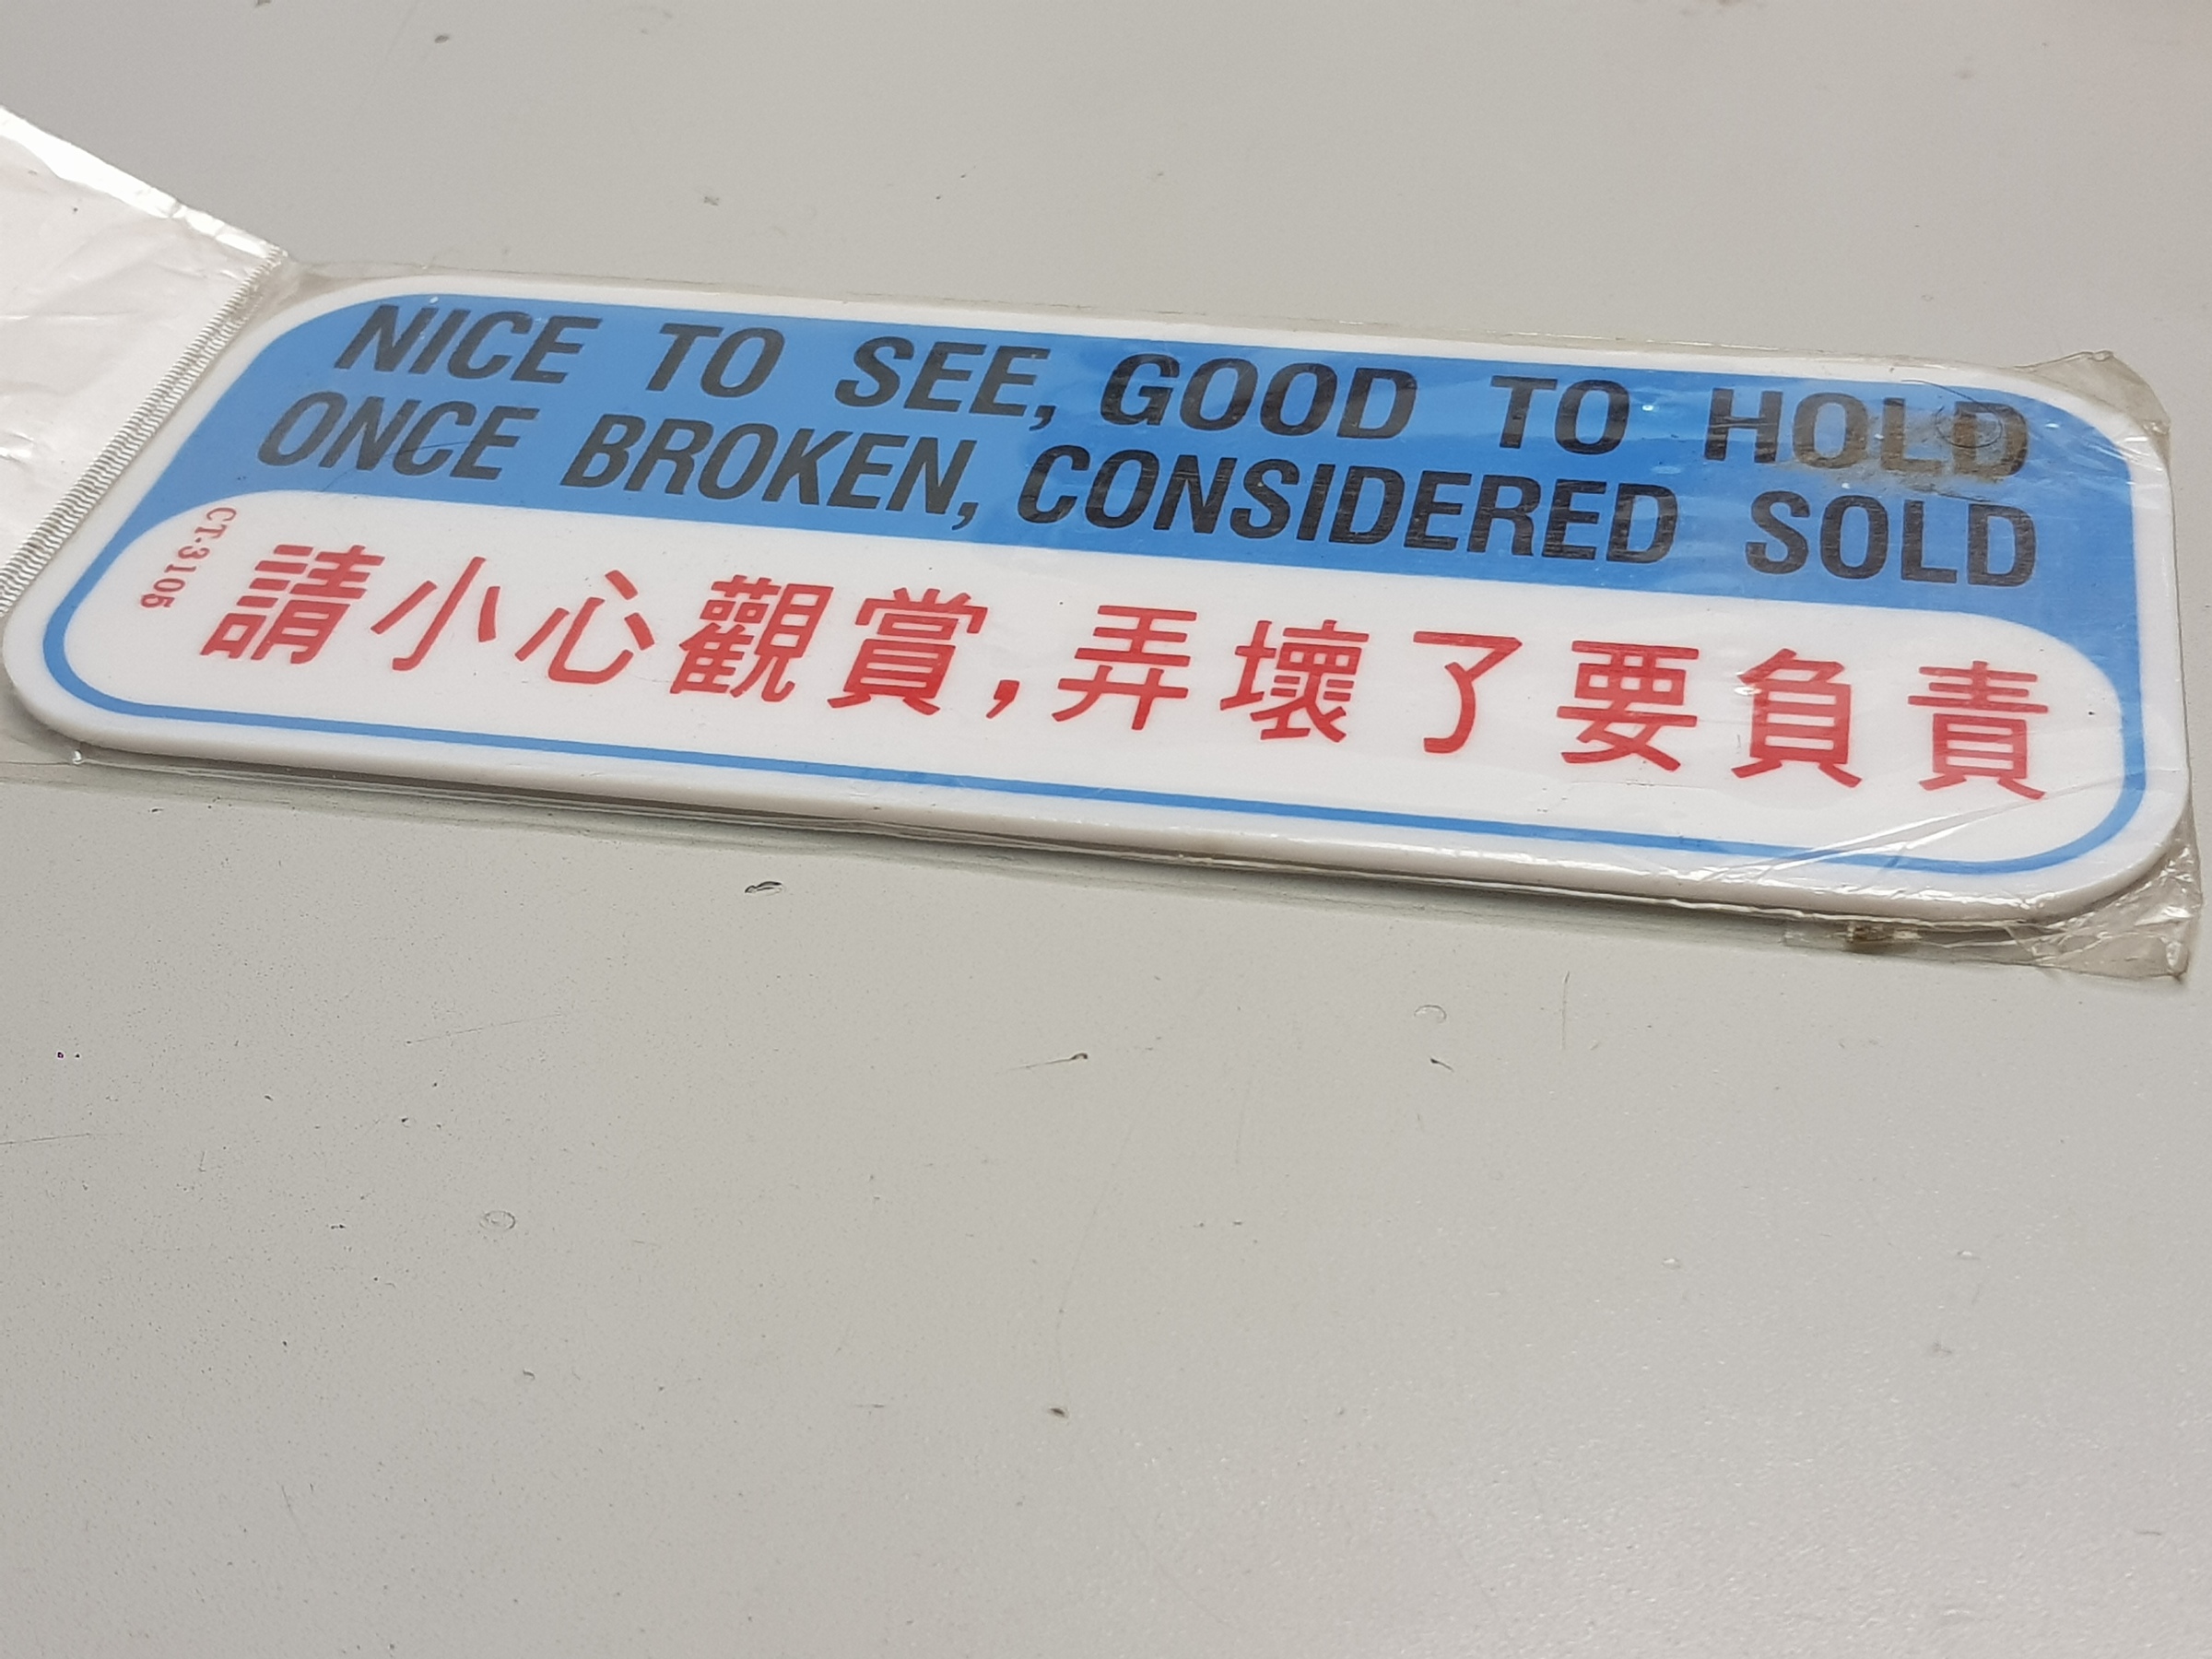 NICE TO SEE, GOOD TO HOLD
ONCE BROKEN, CONSIDERED SOLD
請小心觀賞,弄壞了要負責
CT-3105